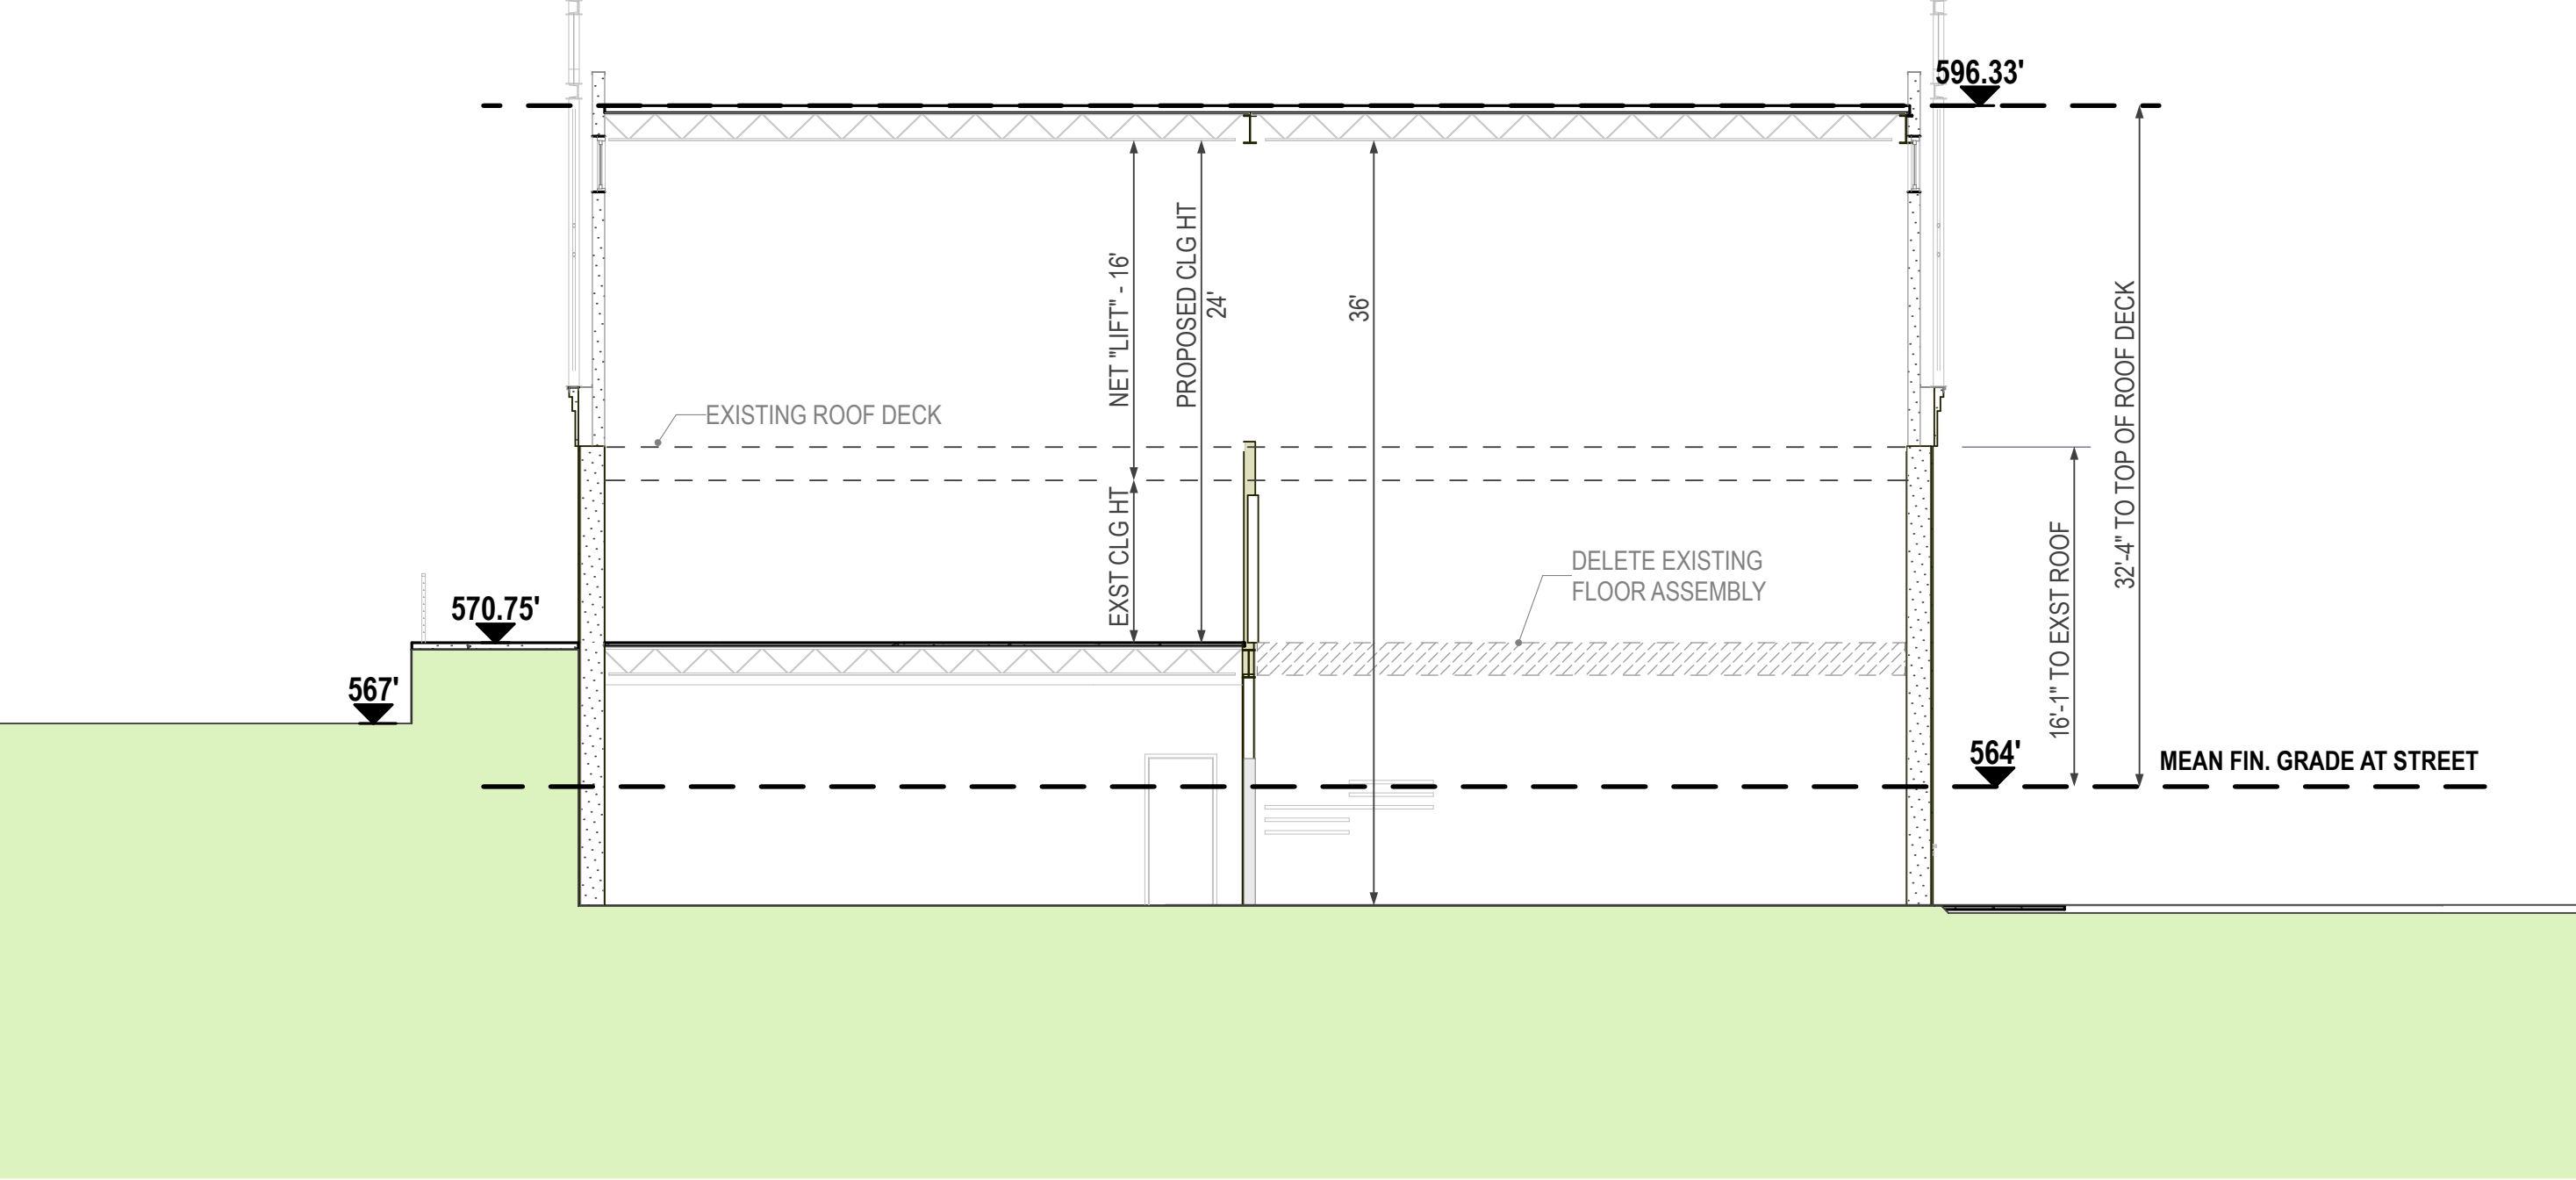 596.33'
NET "LIFT" - 16'
PROPOSED CLG HT
24'
36'
32'-4" TO TOP OF ROOF DECK
EXISTING ROOF DECK
EXST CLG HT
16'-1" TO EXST ROOF
DELETE EXISTING
FLOOR ASSEMBLY
570.75'
567'
564'
MEAN FIN. GRADE AT STREET